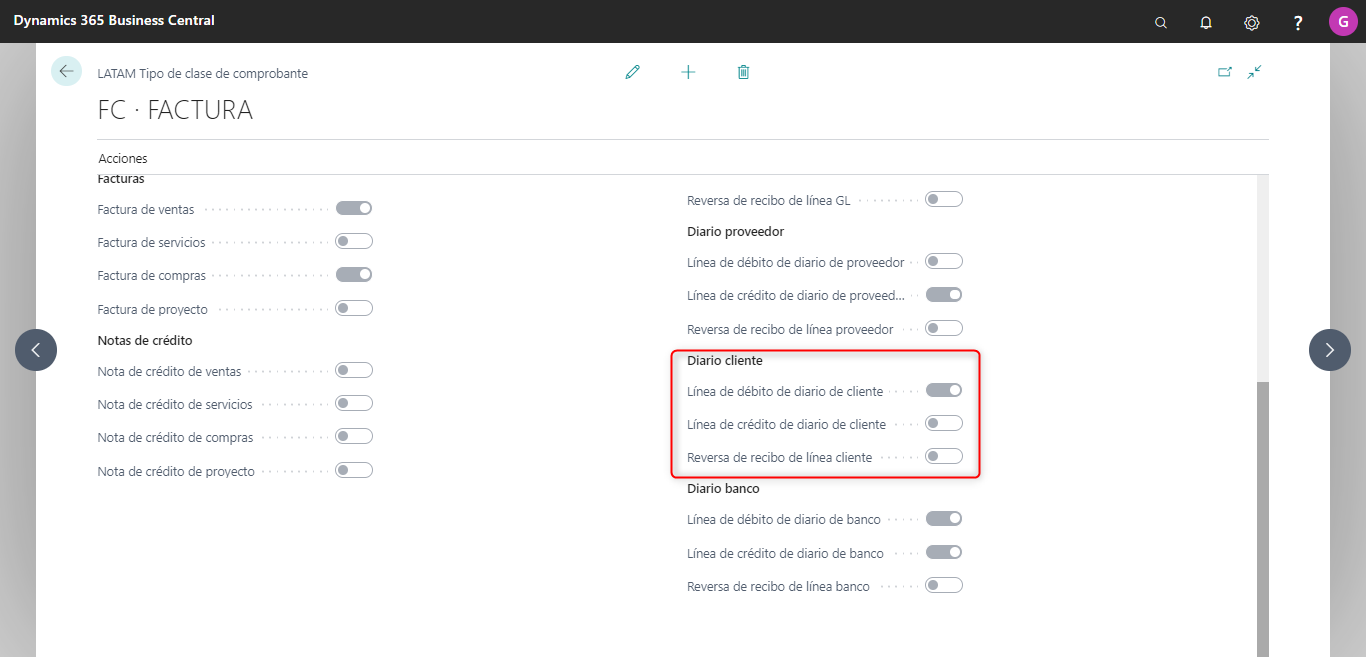 Dynamics 365 Business Central
?
G
LATAM Tipo de clase de comprobante
FC · FACTURA
Acciones
Facturas
Factura de ventas
Factura de servicios
Factura de compras
Factura de proyecto
Notas de crédito
Nota de crédito de ventas
Nota de crédito de servicios
Nota de crédito de compras
Nota de crédito de proyecto
Reversa de recibo de línea GL
Diario proveedor
Línea de débito de diario de proveedor
Línea de crédito de diario de proveed...
Reversa de recibo de línea proveedor
Diario cliente
Línea de débito de diario de cliente
Línea de crédito de diario de cliente
Reversa de recibo de línea cliente
Diario banco
Línea de débito de diario de banco
Línea de crédito de diario de banco
Reversa de recibo de línea banco